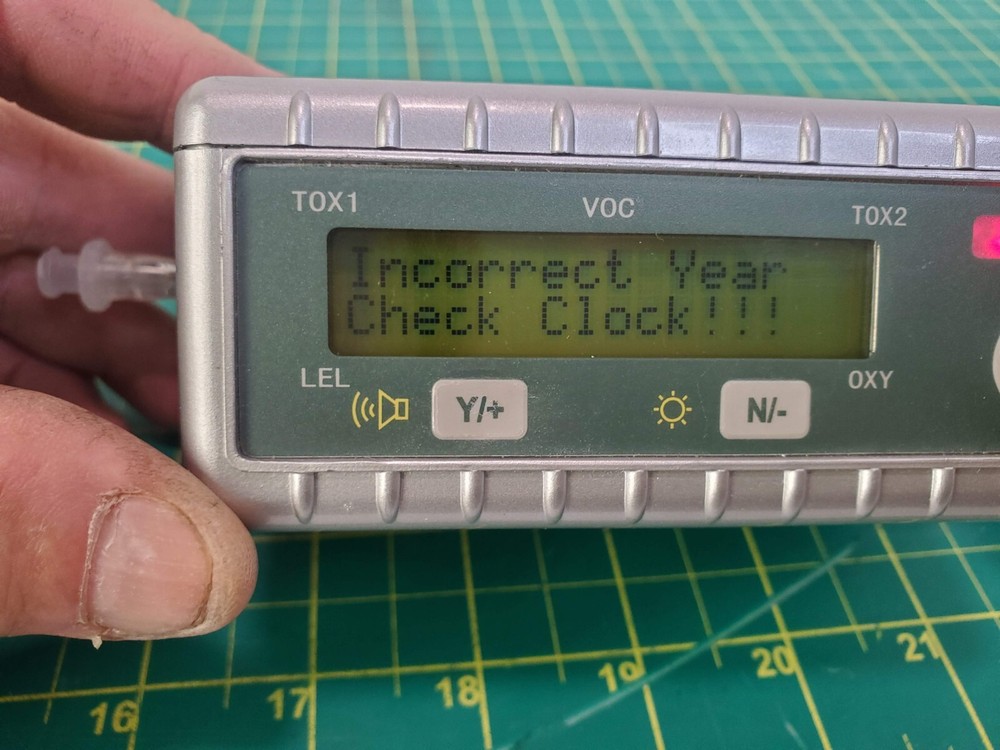 TOX1 VOC TOX2
Incorrect Year
Check Clock!!!
LEL OXY
Y/+ N/-
16 17 18 19 20 21